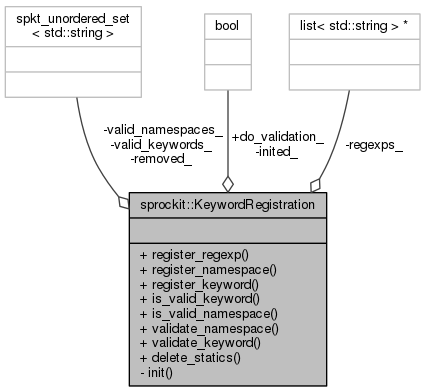 spkt_unordered_set
< std::string >
bool
list< std::string > *
-valid_namespaces_
-valid_keywords_
-removed_
+do_validation_
-inited_
-regexps_
sprockit::KeywordRegistration
+ register_regexp()
+ register_namespace()
+ register_keyword()
+ is_valid_keyword()
+ is_valid_namespace()
+ validate_namespace()
+ validate_keyword()
+ delete_statics()
- init()